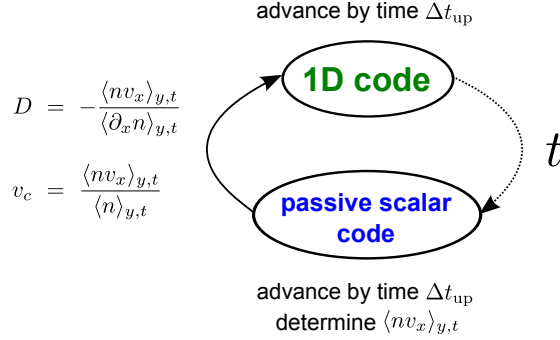 advance by time Δt_up
1D code
D = −⟨nv_x⟩_{y,t} / ⟨∂_x n⟩_{y,t}
t
v_c = ⟨nv_x⟩_{y,t} / ⟨n⟩_{y,t}
passive scalar
code
advance by time Δt_up
determine ⟨nv_x⟩_{y,t}